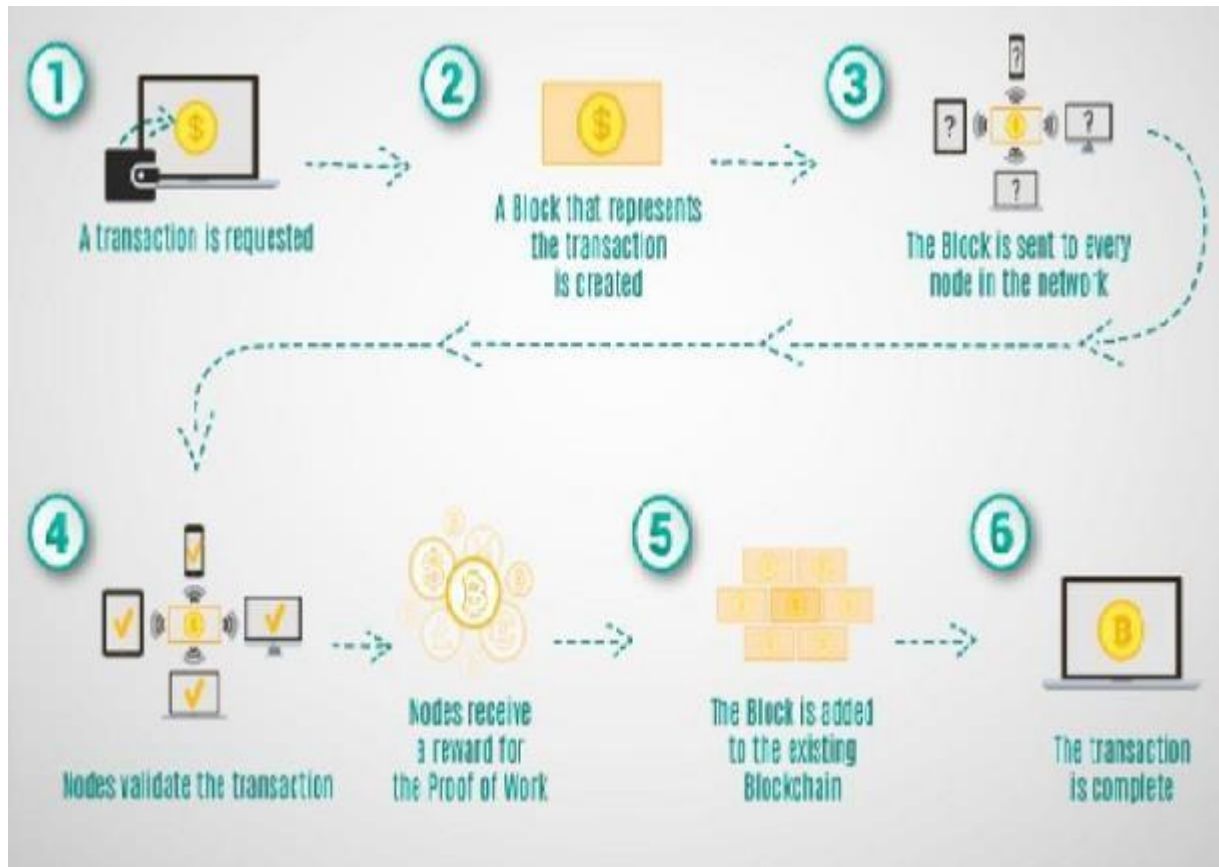 1
A transaction is requested
2
A Block that represents
the transaction
is created
3
The Block is sent to every
node in the network
4
Nodes validate the transaction
Nodes receive
a reward for
the Proof of Work
5
The Block is added
to the existing
Blockchain
6
The transaction
is complete